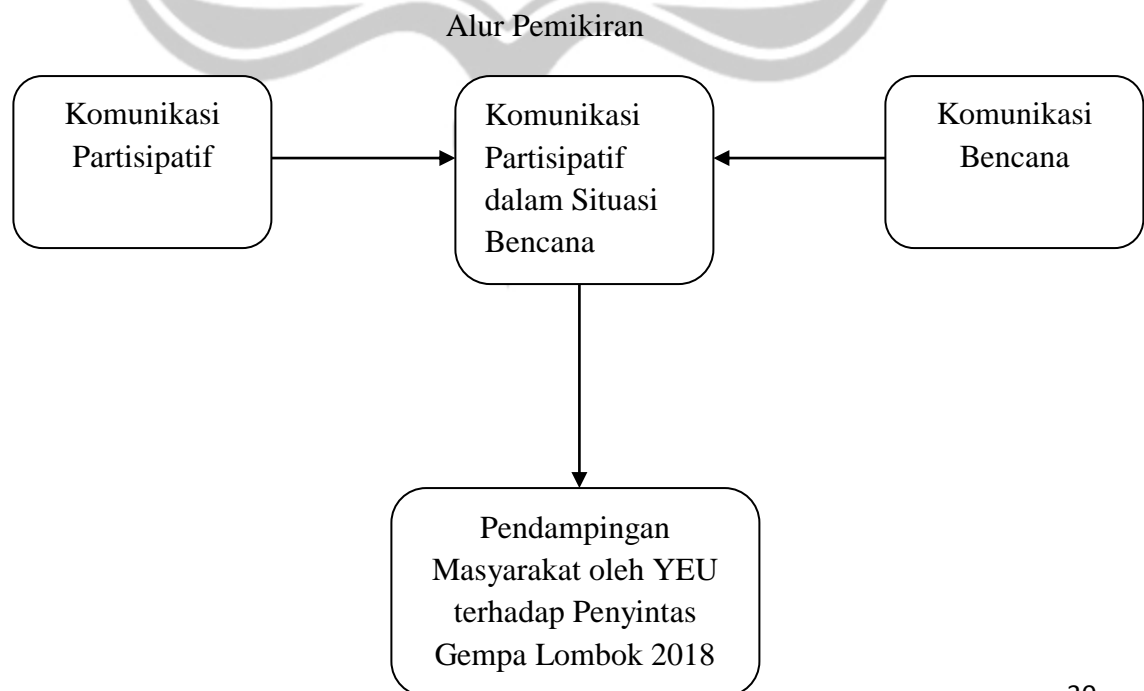 Alur Pemikiran
Komunikasi
Partisipatif
Komunikasi
Partisipatif
dalam Situasi
Bencana
Komunikasi
Bencana
Pendampingan
Masyarakat oleh YEU
terhadap Penyintas
Gempa Lombok 2018